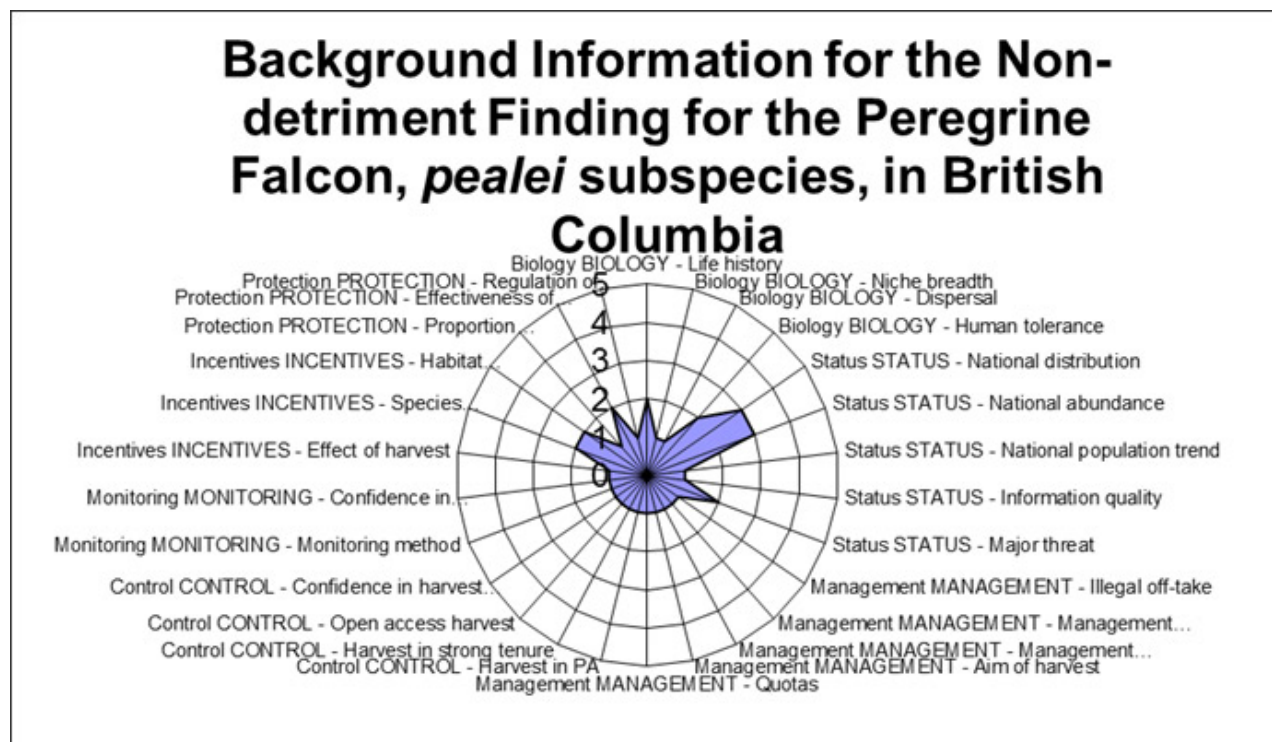 Background Information for the Non-
detriment Finding for the Peregrine
Falcon, pealei subspecies, in British
Columbia
Biology BIOLOGY - Life history
Biology BIOLOGY - Niche breadth
Biology BIOLOGY - Dispersal
Biology BIOLOGY - Human tolerance
Status STATUS - National distribution
Status STATUS - National abundance
Status STATUS - National population trend
Status STATUS - Information quality
Status STATUS - Major threat
Management MANAGEMENT - Illegal off-take
Management MANAGEMENT - Management...
Management MANAGEMENT - Management...
Management MANAGEMENT - Aim of harvest
Management MANAGEMENT - Quotas
Control CONTROL - Harvest in PA
Control CONTROL - Harvest in strong tenure
Control CONTROL - Open access harvest
Control CONTROL - Confidence in harvest...
Monitoring MONITORING - Monitoring method
Monitoring MONITORING - Confidence in...
Incentives INCENTIVES - Effect of harvest
Incentives INCENTIVES - Species...
Incentives INCENTIVES - Habitat...
Protection PROTECTION - Proportion...
Protection PROTECTION - Effectiveness of...
Protection PROTECTION - Regulation of
5
4
3
2
1
0